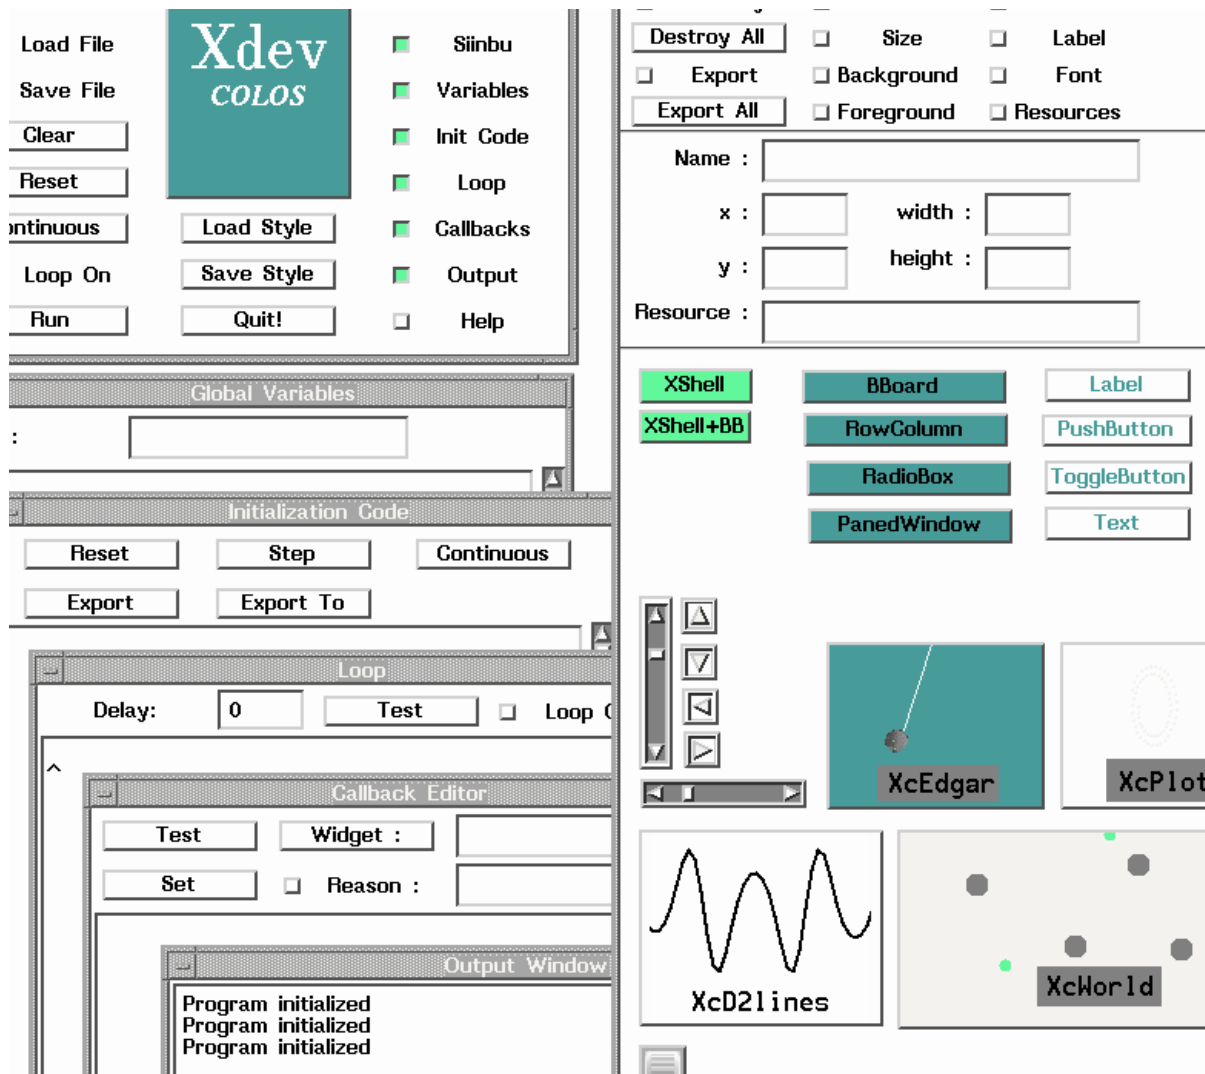 Load File
Save File
Clear
Reset
ontinuous
Loop On
Run
Xdev
COLOS
Load Style
Save Style
Quit!
Siinbu
Variables
Init Code
Loop
Callbacks
Output
Help
Global Variables
:
Initialization Code
Reset Step Continuous
Export Export To
Loop
Delay: 0 Test Loop
Callback Editor
Test Widget :
Set Reason :
Output Window
Program initialized
Program initialized
Program initialized
Destroy All Size Label
Export Background Font
Export All Foreground Resources
Name :
x : width :
y : height :
Resource :
XShell BBoard Label
XShell+BB RowColumn PushButton
RadioBox ToggleButton
PanedWindow Text
XcEdgar XcPlot
XcD2lines XcWorld